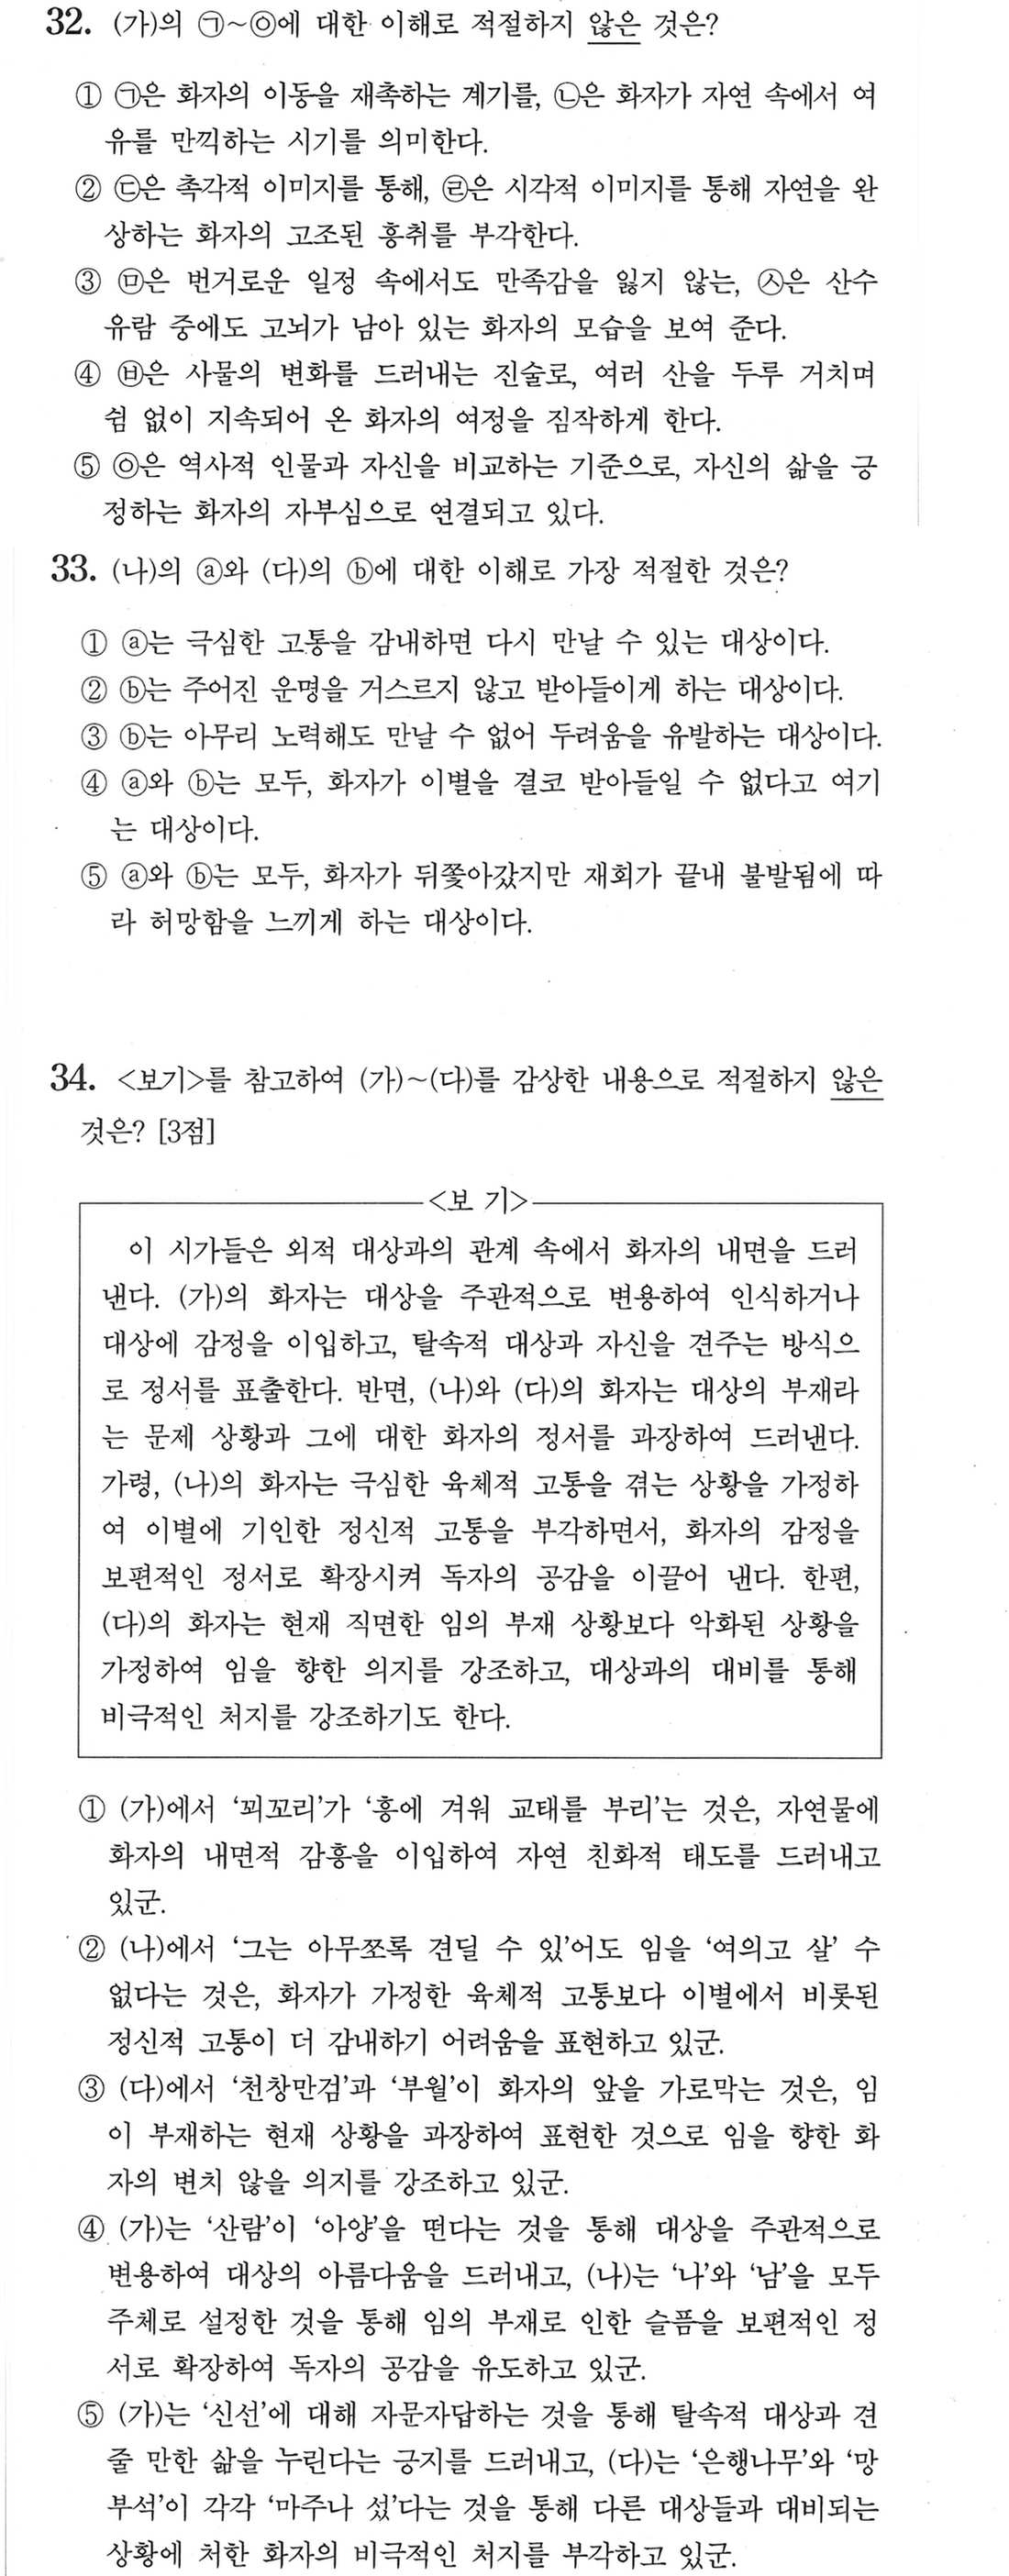 32. (가)의 ㉠~㉧에 대한 이해로 적절하지 않은 것은?
① ㉠은 화자의 이동을 재촉하는 계기를, ㉡은 화자가 자연 속에서 여
유를 만끽하는 시기를 의미한다.
② ㉢은 촉각적 이미지를 통해, ㉣은 시각적 이미지를 통해 자연을 완
상하는 화자의 고조된 흥취를 부각한다.
③ ㉤은 번거로운 일정 속에서도 만족감을 잃지 않는, ㉦은 산수
유람 중에도 고뇌가 남아 있는 화자의 모습을 보여 준다.
④ ㉥은 사물의 변화를 드러내는 진술로, 여러 산을 두루 거치며
쉼 없이 지속되어 온 화자의 여정을 짐작하게 한다.
⑤ ㉧은 역사적 인물과 자신을 비교하는 기준으로, 자신의 삶을 긍
정하는 화자의 자부심으로 연결되고 있다.
33. (나)의 ⓐ와 (다)의 ⓑ에 대한 이해로 가장 적절한 것은?
① ⓐ는 극심한 고통을 감내하면 다시 만날 수 있는 대상이다.
② ⓑ는 주어진 운명을 거스르지 않고 받아들이게 하는 대상이다.
③ ⓑ는 아무리 노력해도 만날 수 없어 두려움을 유발하는 대상이다.
④ ⓐ와 ⓑ는 모두, 화자가 이별을 결코 받아들일 수 없다고 여기
는 대상이다.
⑤ ⓐ와 ⓑ는 모두, 화자가 뒤쫓아갔지만 재회가 끝내 불발됨에 따
라 허망함을 느끼게 하는 대상이다.
34. <보기>를 참고하여 (가)~(다)를 감상한 내용으로 적절하지 않은
것은? [3점]
<보 기>
이 시가들은 외적 대상과의 관계 속에서 화자의 내면을 드러
낸다. (가)의 화자는 대상을 주관적으로 변용하여 인식하거나
대상에 감정을 이입하고, 탈속적 대상과 자신을 견주는 방식으
로 정서를 표출한다. 반면, (나)와 (다)의 화자는 대상의 부재라
는 문제 상황과 그에 대한 화자의 정서를 과장하여 드러낸다.
가령, (나)의 화자는 극심한 육체적 고통을 겪는 상황을 가정하
여 이별에 기인한 정신적 고통을 부각하면서, 화자의 감정을
보편적인 정서로 확장시켜 독자의 공감을 이끌어 낸다. 한편,
(다)의 화자는 현재 직면한 임의 부재 상황보다 악화된 상황을
가정하여 임을 향한 의지를 강조하고, 대상과의 대비를 통해
비극적인 처지를 강조하기도 한다.
① (가)에서 ‘꾀꼬리’가 ‘흥에 겨워 교태를 부리’는 것은, 자연물에
화자의 내면적 감흥을 이입하여 자연 친화적 태도를 드러내고
있군.
② (나)에서 ‘그는 아무쪼록 견딜 수 있’어도 임을 ‘여의고 살’ 수
없다는 것은, 화자가 가정한 육체적 고통보다 이별에서 비롯된
정신적 고통이 더 감내하기 어려움을 표현하고 있군.
③ (다)에서 ‘천창만검’과 ‘부월’이 화자의 앞을 가로막는 것은, 임
이 부재하는 현재 상황을 과장하여 표현한 것으로 임을 향한 화
자의 변치 않을 의지를 강조하고 있군.
④ (가)는 ‘산람’이 ‘아양’을 떤다는 것을 통해 대상을 주관적으로
변용하여 대상의 아름다움을 드러내고, (나)는 ‘나’와 ‘남’을 모두
주체로 설정한 것을 통해 임의 부재로 인한 슬픔을 보편적인 정
서로 확장하여 독자의 공감을 유도하고 있군.
⑤ (가)는 ‘신선’에 대해 자문자답하는 것을 통해 탈속적 대상과 견
줄 만한 삶을 누린다는 긍지를 드러내고, (다)는 ‘은행나무’와 ‘망
부석’이 각각 ‘마주나 섰’다는 것을 통해 다른 대상들과 대비되는
상황에 처한 화자의 비극적인 처지를 부각하고 있군.